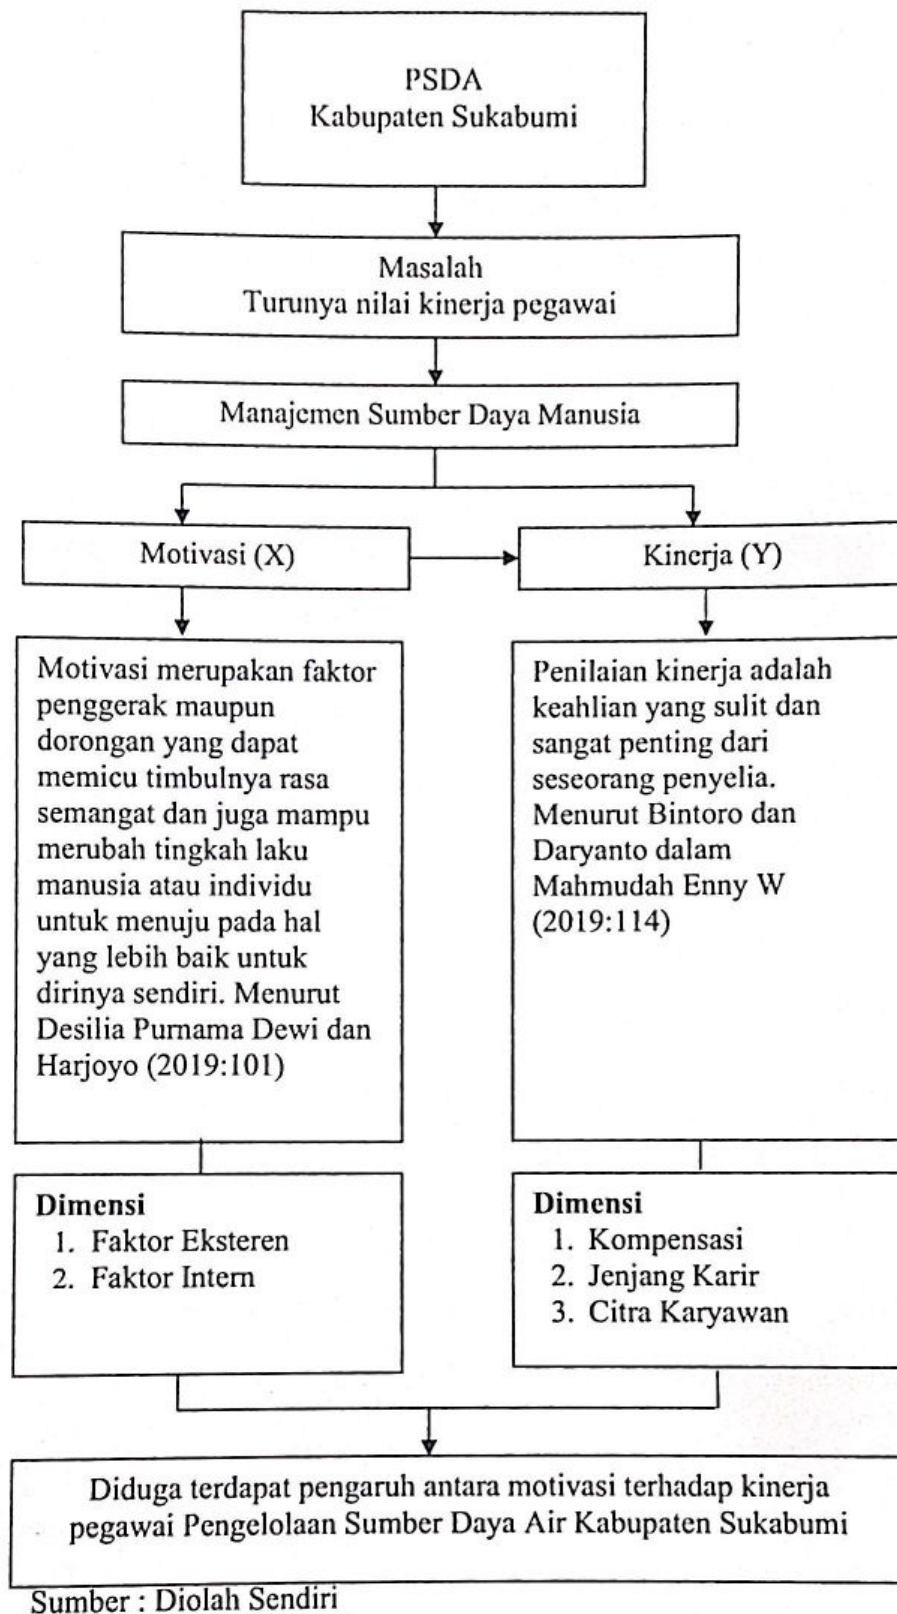 PSDA
Kabupaten Sukabumi
Masalah
Turunya nilai kinerja pegawai
Manajemen Sumber Daya Manusia
Motivasi (X)
Kinerja (Y)
Motivasi merupakan faktor
penggerak maupun
dorongan yang dapat
memicu timbulnya rasa
semangat dan juga mampu
merubah tingkah laku
manusia atau individu
untuk menuju pada hal
yang lebih baik untuk
dirinya sendiri. Menurut
Desilia Purnama Dewi dan
Harjoyo (2019:101)
Penilaian kinerja adalah
keahlian yang sulit dan
sangat penting dari
seseorang penyelia.
Menurut Bintoro dan
Daryanto dalam
Mahmudah Enny W
(2019:114)
Dimensi
1. Faktor Eksteren
2. Faktor Intern
Dimensi
1. Kompensasi
2. Jenjang Karir
3. Citra Karyawan
Diduga terdapat pengaruh antara motivasi terhadap kinerja
pegawai Pengelolaan Sumber Daya Air Kabupaten Sukabumi
Sumber : Diolah Sendiri